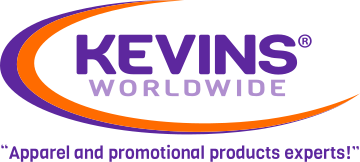 KEVINS®
WORLDWIDE
“Apparel and promotional products experts!”